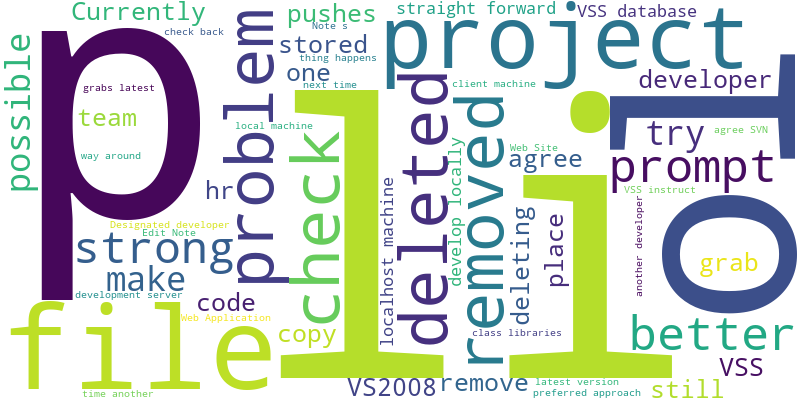 p
li
ol
file
project
problem
check
deleted
removed
prompt
strong
better
possible
Currently
check back
grabs latest
team
way around
pushes
Note s
stored
thing happens
one
next time
local machine
hr
straight forward
VSS database
developer
client machine
try
agree SVN
Web Site
agree
VSS instruct
another developer
grab
develop locally
localhost machine
deleting
place
Designated developer
Edit Note
make
development server
code
Web Application
copy
class libraries
VS2008
remove
latest version
preferred approach
VSS
still
time another